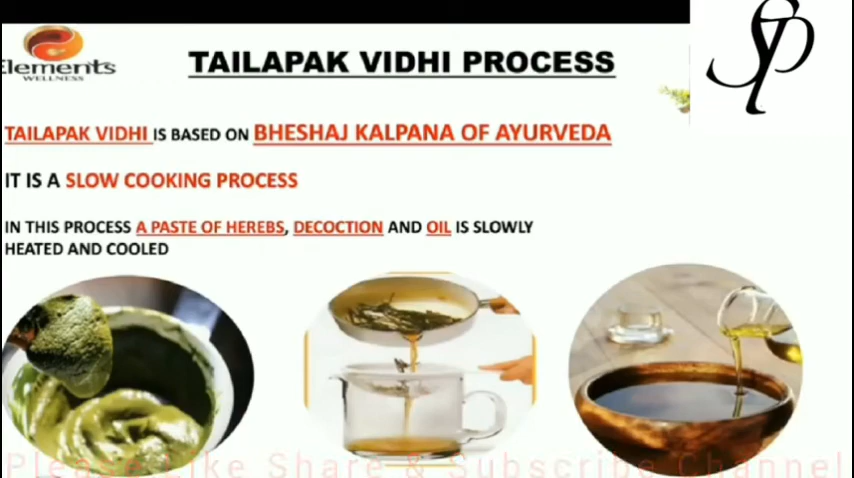 Elements
WELLNESS
TAILAPAK VIDHI PROCESS
TAILAPAK VIDHI IS BASED ON BHESHAJ KALPANA OF AYURVEDA
IT IS A SLOW COOKING PROCESS
IN THIS PROCESS A PASTE OF HEREBS, DECOCTION AND OIL IS SLOWLY
HEATED AND COOLED
Please Like Share & Subscribe Channel